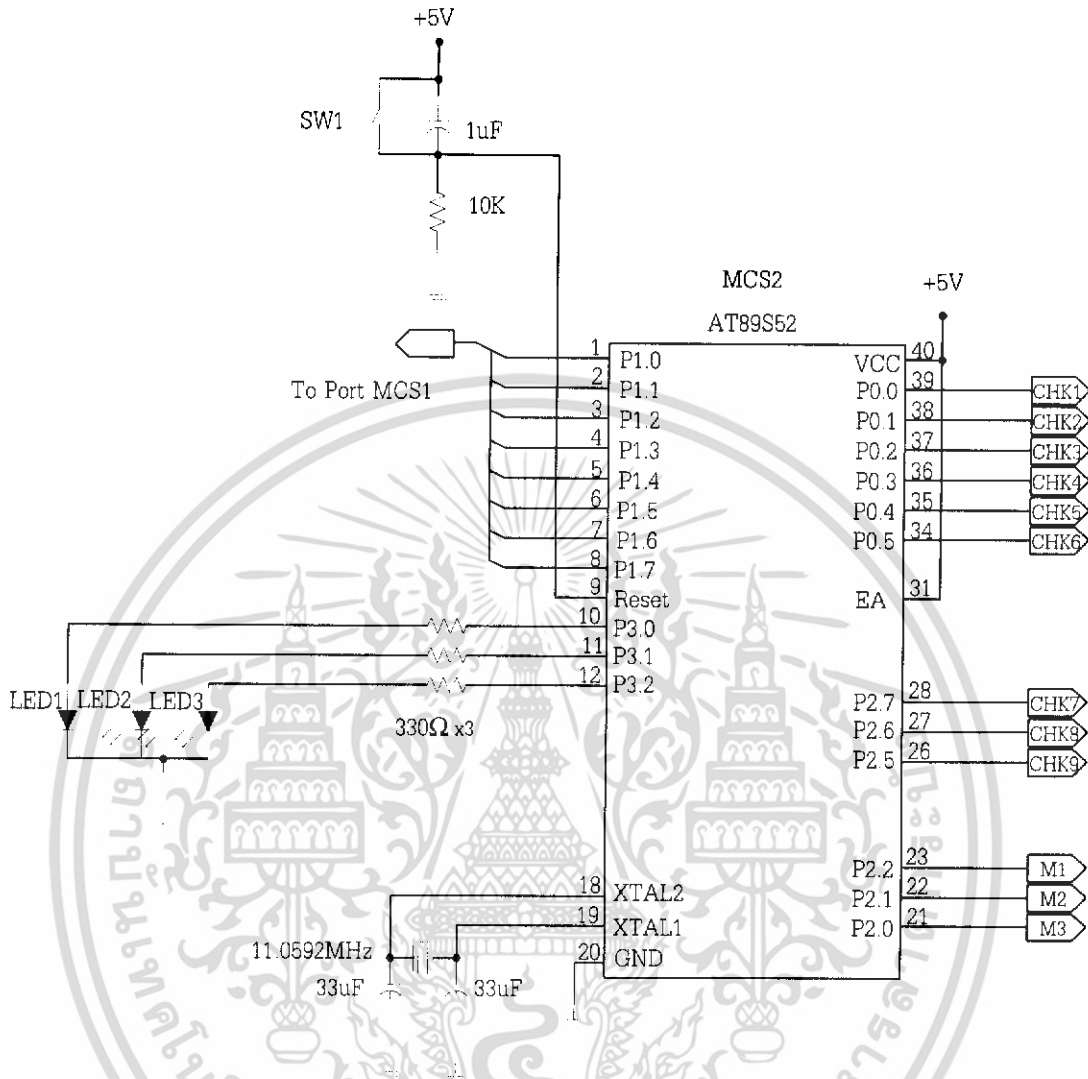 +5V
SW1
1uF
10K
MCS2
AT89S52
+5V
To Port MCS1
1 P1.0
2 P1.1
3 P1.2
4 P1.3
5 P1.4
6 P1.5
7 P1.6
8 P1.7
9 Reset
10 P3.0
11 P3.1
12 P3.2
LED1 LED2 LED3
330Ω x3
18 XTAL2
19 XTAL1
20 GND
11.0592MHz
33uF 33uF
VCC 40
P0.0 39 CHK1
P0.1 38 CHK2
P0.2 37 CHK3
P0.3 36 CHK4
P0.4 35 CHK5
P0.5 34 CHK6
EA 31
P2.7 28 CHK7
P2.6 27 CHK8
P2.5 26 CHK9
P2.2 23 M1
P2.1 22 M2
P2.0 21 M3